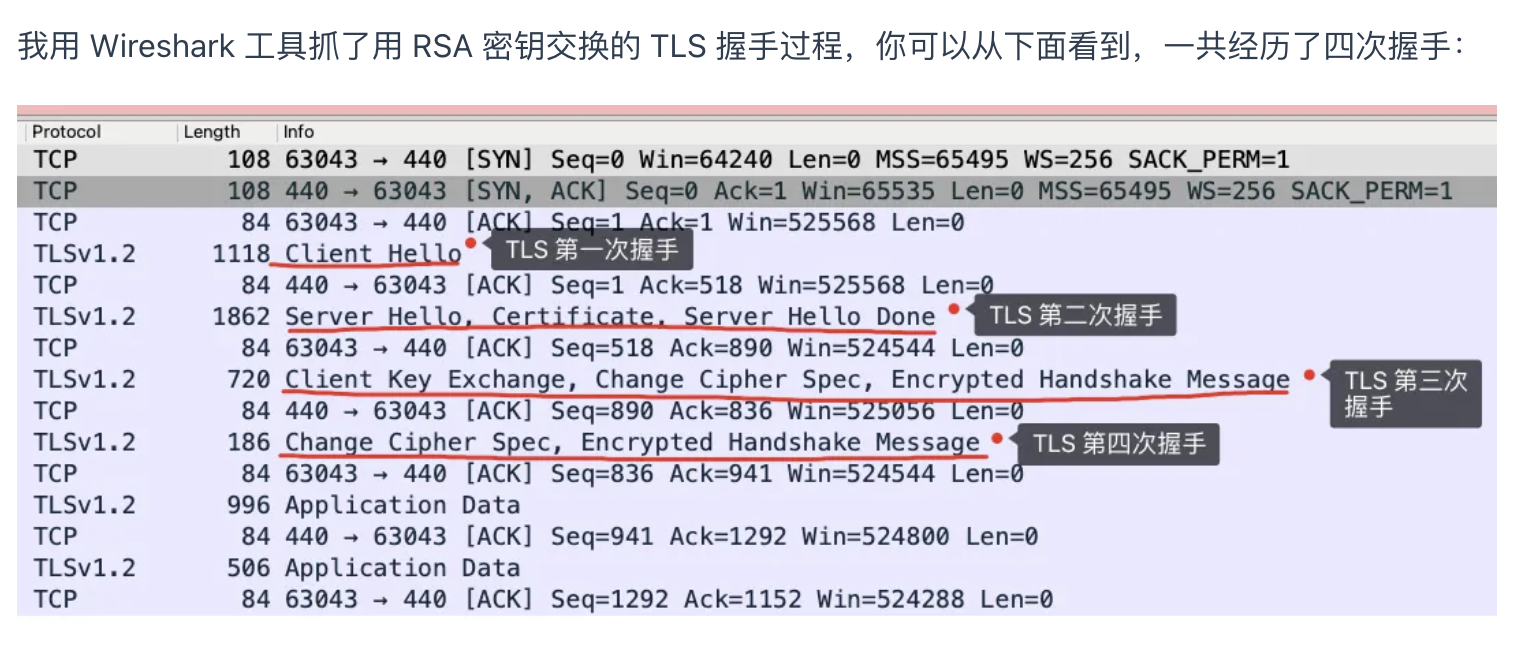 我用 Wireshark 工具抓了用 RSA 密钥交换的 TLS 握手过程，你可以从下面看到，一共经历了四次握手：
Protocol Length Info
TCP 108 63043 → 440 [SYN] Seq=0 Win=64240 Len=0 MSS=65495 WS=256 SACK_PERM=1
TCP 108 440 → 63043 [SYN, ACK] Seq=0 Ack=1 Win=65535 Len=0 MSS=65495 WS=256 SACK_PERM=1
TCP 84 63043 → 440 [ACK] Seq=1 Ack=1 Win=525568 Len=0
TLSv1.2 1118 Client Hello TLS 第一次握手
TCP 84 440 → 63043 [ACK] Seq=1 Ack=518 Win=525568 Len=0
TLSv1.2 1862 Server Hello, Certificate, Server Hello Done TLS 第二次握手
TCP 84 63043 → 440 [ACK] Seq=518 Ack=890 Win=524544 Len=0
TLSv1.2 720 Client Key Exchange, Change Cipher Spec, Encrypted Handshake Message TLS 第三次
握手
TCP 84 440 → 63043 [ACK] Seq=890 Ack=836 Win=525056 Len=0
TLSv1.2 186 Change Cipher Spec, Encrypted Handshake Message TLS 第四次握手
TCP 84 63043 → 440 [ACK] Seq=836 Ack=941 Win=524544 Len=0
TLSv1.2 996 Application Data
TCP 84 440 → 63043 [ACK] Seq=941 Ack=1292 Win=524800 Len=0
TLSv1.2 506 Application Data
TCP 84 63043 → 440 [ACK] Seq=1292 Ack=1152 Win=524288 Len=0